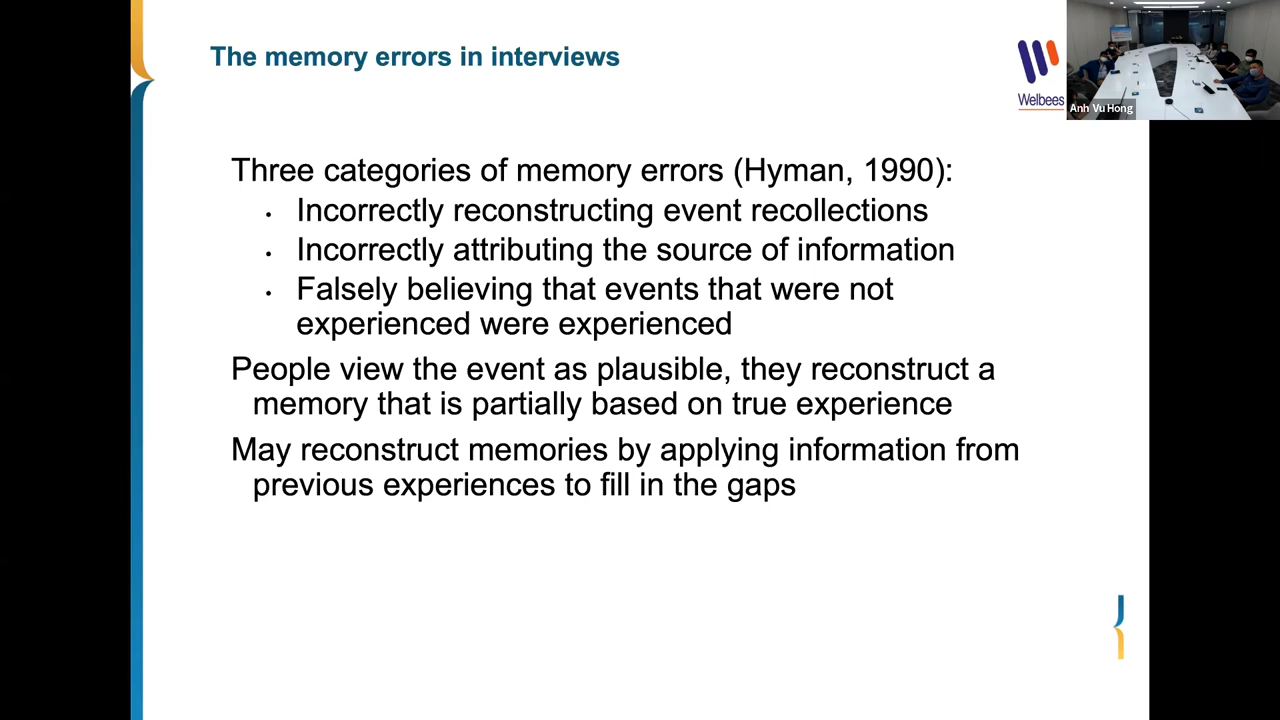 The memory errors in interviews
Welbees
Anh Vu Hong
Three categories of memory errors (Hyman, 1990):
• Incorrectly reconstructing event recollections
• Incorrectly attributing the source of information
• Falsely believing that events that were not
experienced were experienced
People view the event as plausible, they reconstruct a
memory that is partially based on true experience
May reconstruct memories by applying information from
previous experiences to fill in the gaps